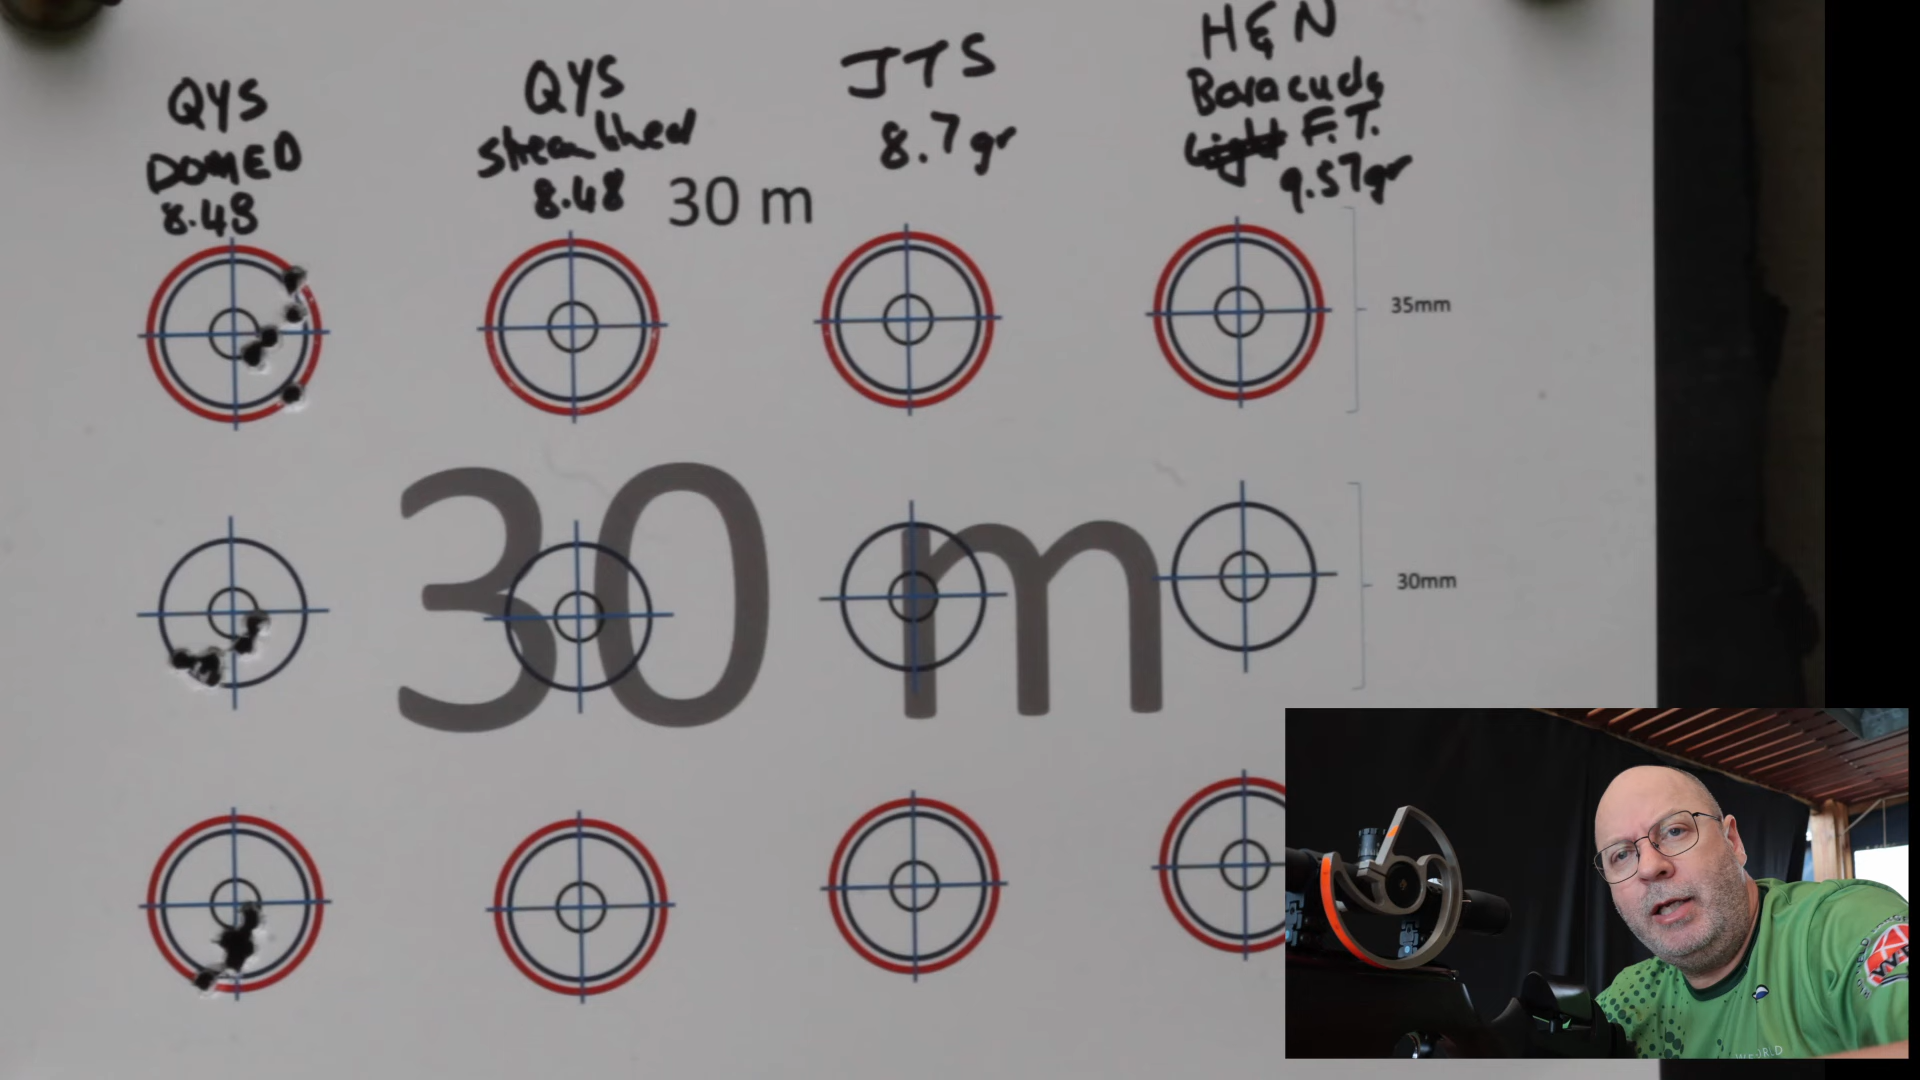 QYS
DOMED
8.48
QYS
Streamlined
8.48
JTS
8.7gr
H&N
Baracuda
Light F.T.
9.57gr
30 m
35mm
30 m
30mm
WORLD